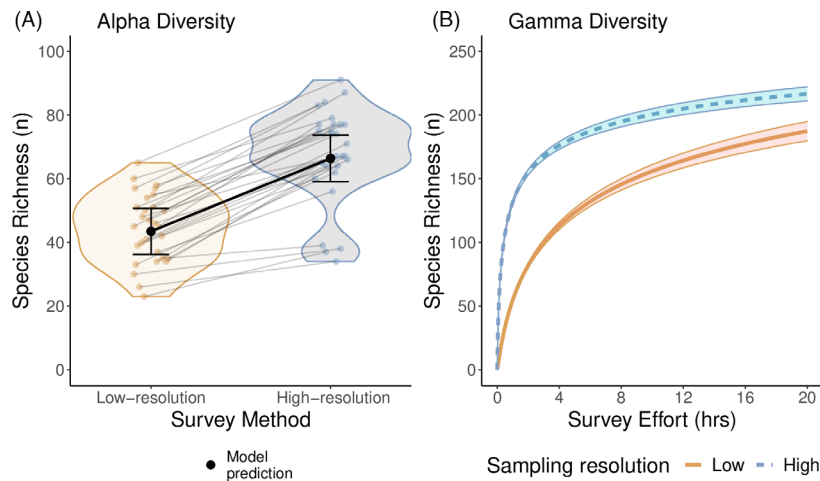 (A) Alpha Diversity
Species Richness (n)
100
80
60
40
20
0
Low−resolution High−resolution
Survey Method
Model
prediction
(B) Gamma Diversity
Species Richness (n)
250
200
150
100
50
0
0 4 8 12 16 20
Survey Effort (hrs)
Sampling resolution Low High